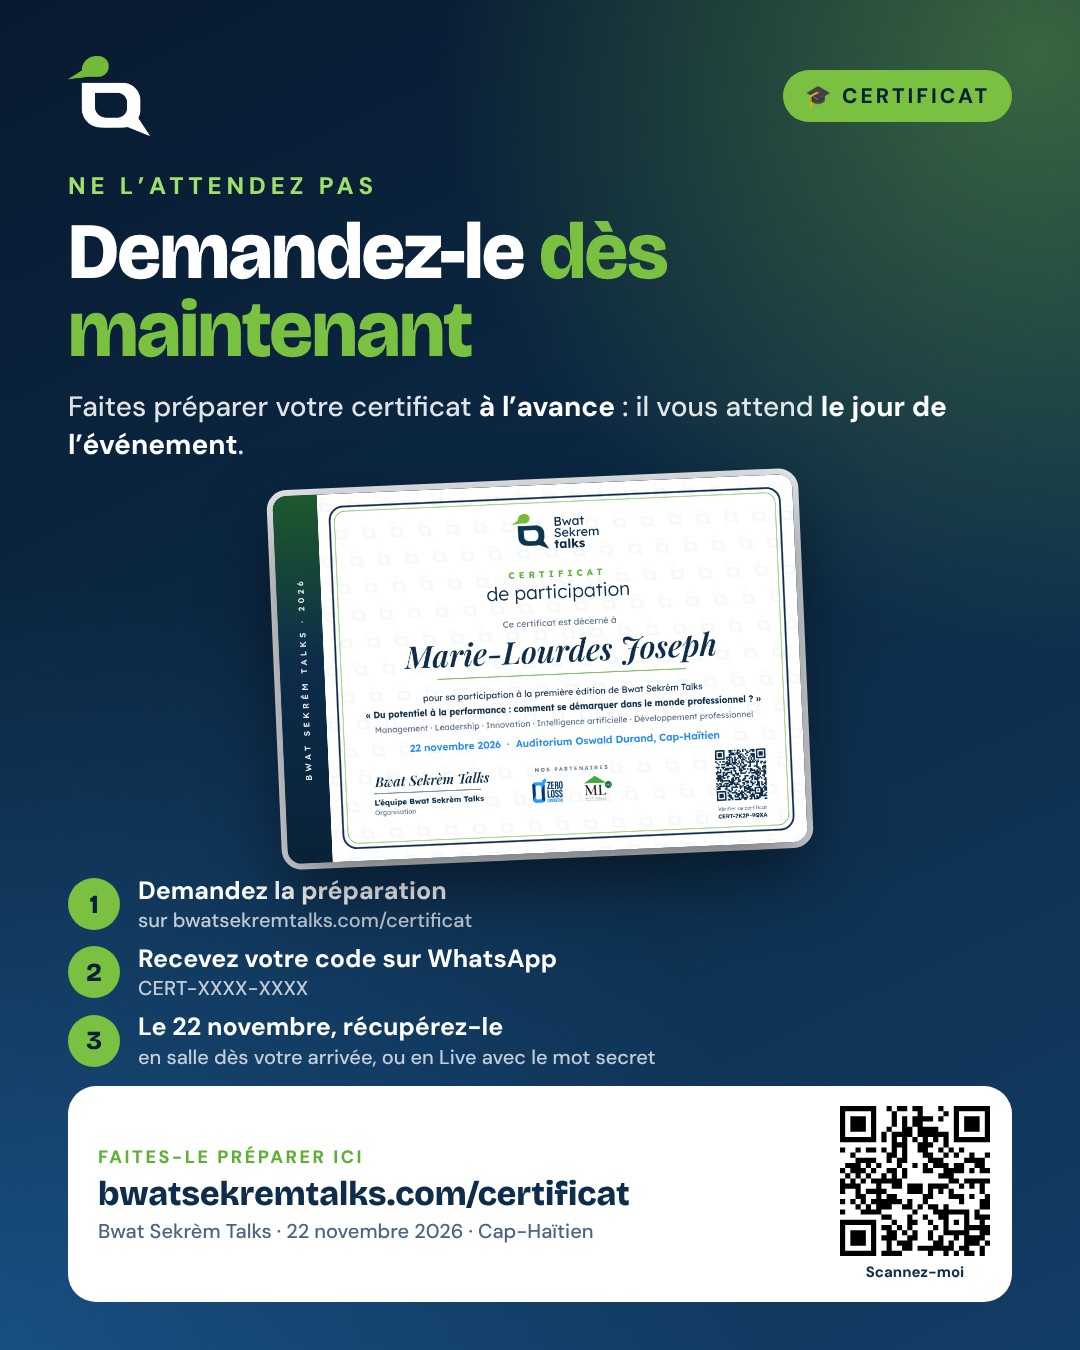 🎓 CERTIFICAT
NE L’ATTENDEZ PAS
Demandez-le dès
maintenant
Faites préparer votre certificat à l’avance : il vous attend le jour de
l’événement.
BWAT SEKRÈM TALKS · 2026
Bwat
Sekrem
talks
CERTIFICAT
de participation
Ce certificat est décerné à
Marie-Lourdes Joseph
pour sa participation à la première édition de Bwat Sekrèm Talks
« Du potentiel à la performance : comment se démarquer dans le monde professionnel ? »
Management · Leadership · Innovation · Intelligence artificielle · Développement professionnel
22 novembre 2026 · Auditorium Oswald Durand, Cap-Haïtien
Bwat Sekrèm Talks
L’équipe Bwat Sekrèm Talks
Organisation
NOS PARTENAIRES
ZERO
LOSS
ML
Vérifier ce certificat
CERT-7K2P-9QXA
1 Demandez la préparation
sur bwatsekremtalks.com/certificat
2 Recevez votre code sur WhatsApp
CERT-XXXX-XXXX
3 Le 22 novembre, récupérez-le
en salle dès votre arrivée, ou en Live avec le mot secret
FAITES-LE PRÉPARER ICI
bwatsekremtalks.com/certificat
Bwat Sekrèm Talks · 22 novembre 2026 · Cap-Haïtien
Scannez-moi